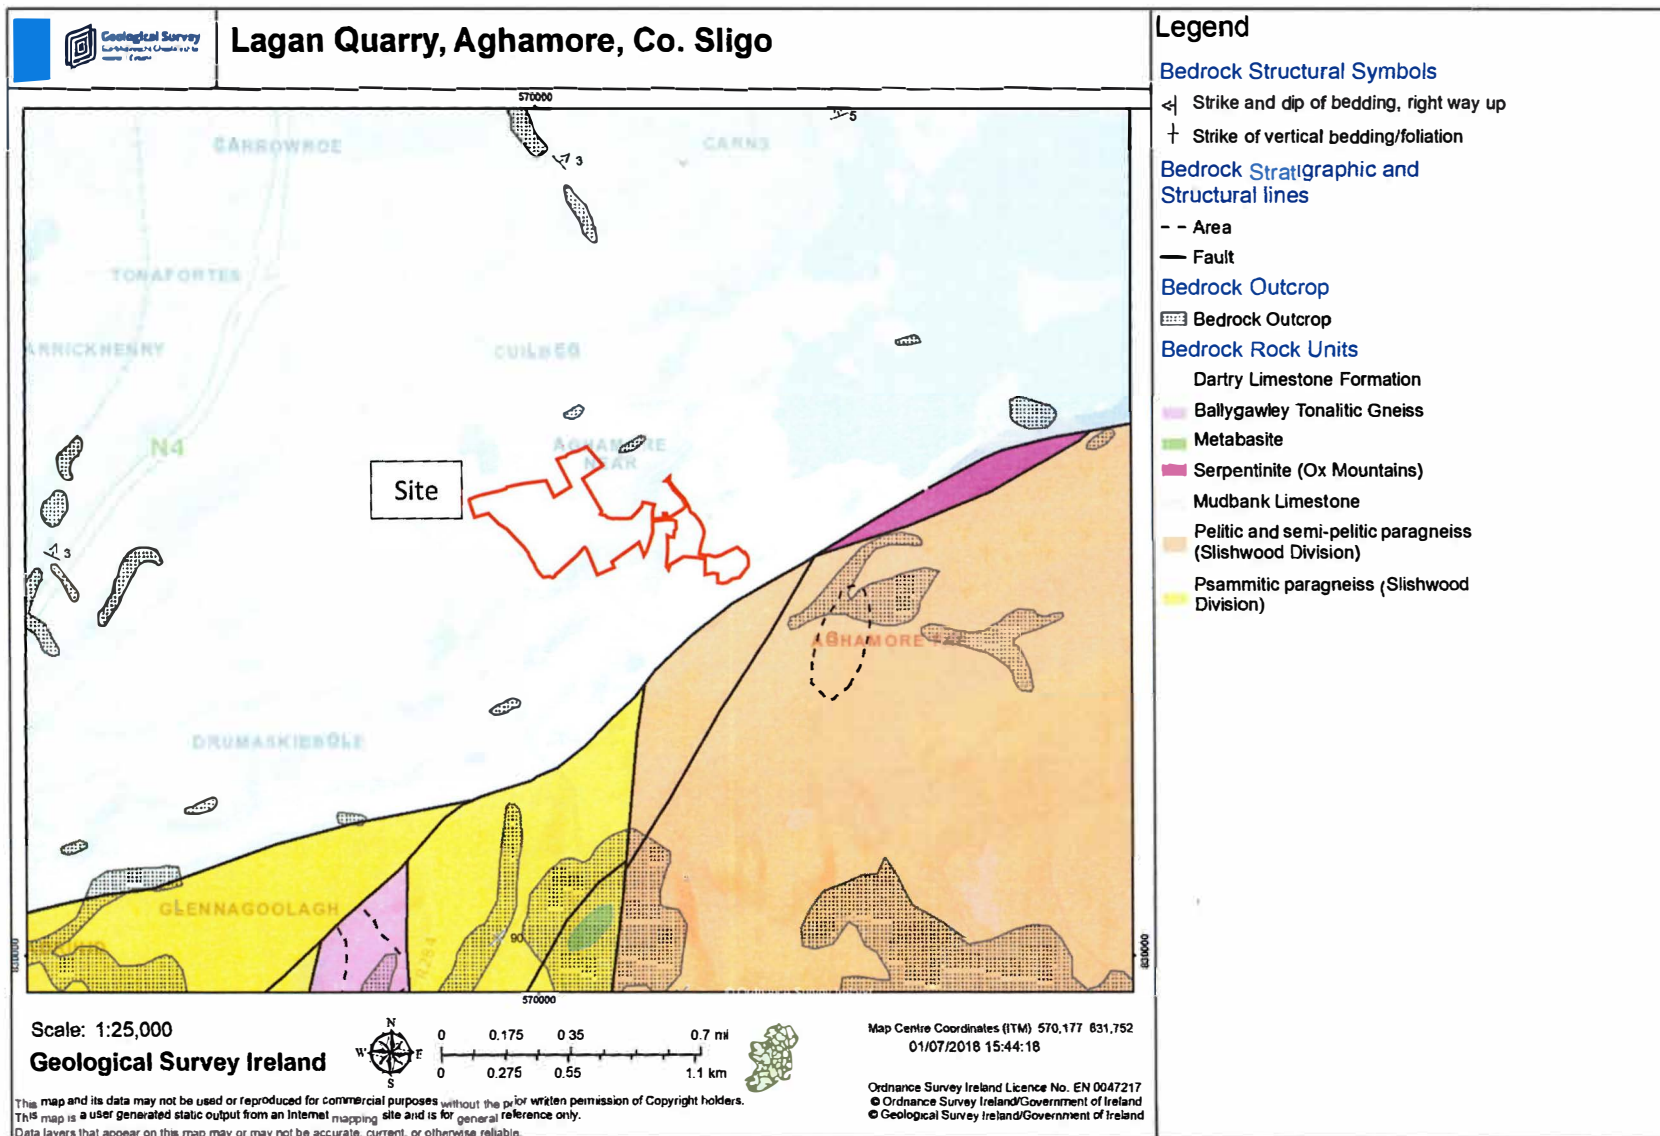 Geological Survey
Lagan Quarry, Aghamore, Co. Sligo
570000
CARROWROE
CARNS
5
3
TONAFORTES
ARRICKHENRY
CUILBEG
N4
AGHAMORE
NEAR
Site
3
AGHAMORE
DRUMASKIBBOLE
GLENNAGOOLAGH
R284
90
830000
830000
570000
Legend
Bedrock Structural Symbols
Strike and dip of bedding, right way up
Strike of vertical bedding/foliation
Bedrock Stratigraphic and
Structural lines
Area
Fault
Bedrock Outcrop
Bedrock Outcrop
Bedrock Rock Units
Dartry Limestone Formation
Ballygawley Tonalitic Gneiss
Metabasite
Serpentinite (Ox Mountains)
Mudbank Limestone
Pelitic and semi-pelitic paragneiss
(Slishwood Division)
Psammitic paragneiss (Slishwood
Division)
Scale: 1:25,000
Geological Survey Ireland
N
W E
S
0 0.175 0.35 0.7 mi
0 0.275 0.55 1.1 km
Map Centre Coordinates (ITM) 570,177 831,752
01/07/2018 15:44:18
Ordnance Survey Ireland Licence No. EN 0047217
© Ordnance Survey Ireland/Government of Ireland
© Geological Survey Ireland/Government of Ireland
This map and its data may not be used or reproduced for commercial purposes without the prior written permission of Copyright holders.
This map is a user generated static output from an Internet mapping site and is for general reference only.
Data layers that appear on this map may or may not be accurate, current, or otherwise reliable.